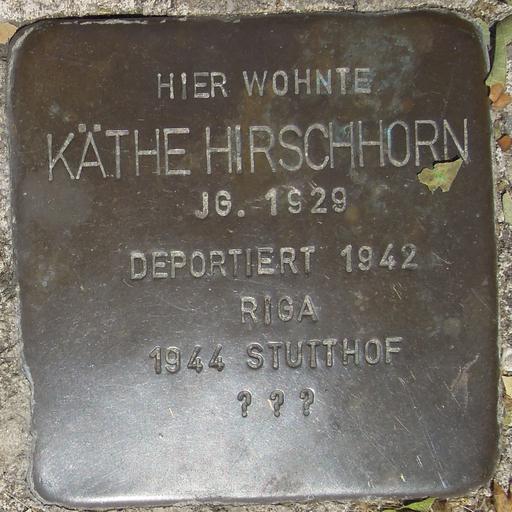 HIER WOHNTE
KÄTHE HIRSCHHORN
JG. 1929
DEPORTIERT 1942
RIGA
1944 STUTTHOF
? ? ?